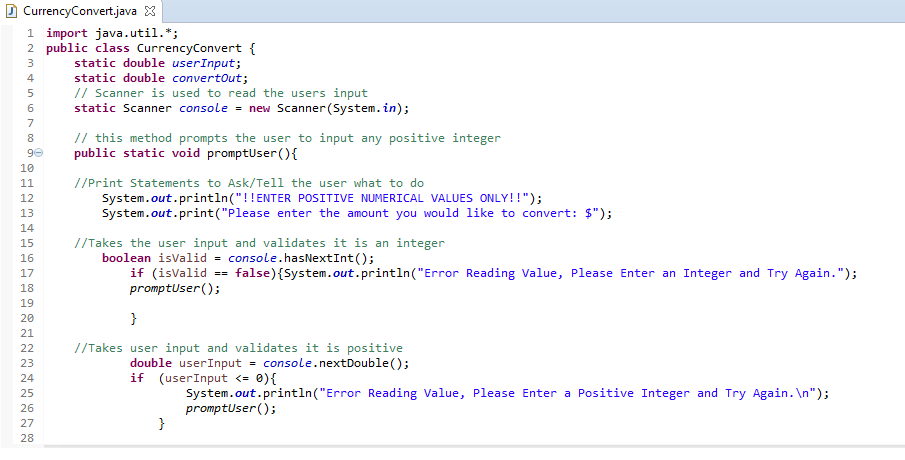 CurrencyConvert.java
1 import java.util.*;
2 public class CurrencyConvert {
3 static double userInput;
4 static double convertOut;
5 // Scanner is used to read the users input
6 static Scanner console = new Scanner(System.in);
7
8 // this method prompts the user to input any positive integer
9 public static void promptUser(){
10
11 //Print Statements to Ask/Tell the user what to do
12 System.out.println("!!ENTER POSITIVE NUMERICAL VALUES ONLY!!");
13 System.out.print("Please enter the amount you would like to convert: $");
14
15 //Takes the user input and validates it is an integer
16 boolean isValid = console.hasNextInt();
17 if (isValid == false){System.out.println("Error Reading Value, Please Enter an Integer and Try Again.");
18 promptUser();
19
20 }
21
22 //Takes user input and validates it is positive
23 double userInput = console.nextDouble();
24 if (userInput <= 0){
25 System.out.println("Error Reading Value, Please Enter a Positive Integer and Try Again.\n");
26 promptUser();
27 }
28